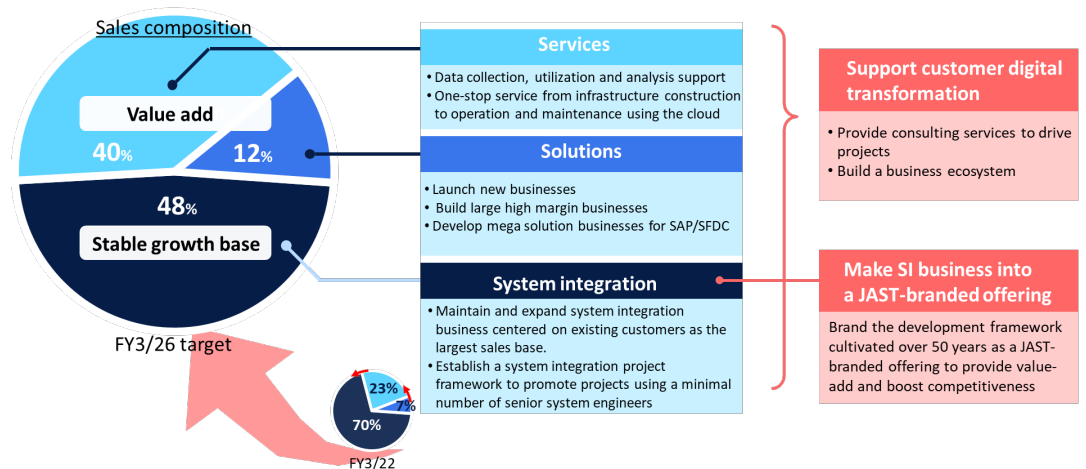 Sales composition
Value add
40%
12%
48%
Stable growth base
FY3/26 target
23%
7%
70%
FY3/22
Services
• Data collection, utilization and analysis support
• One-stop service from infrastructure construction
to operation and maintenance using the cloud
Solutions
• Launch new businesses
• Build large high margin businesses
• Develop mega solution businesses for SAP/SFDC
System integration
• Maintain and expand system integration
business centered on existing customers as the
largest sales base.
• Establish a system integration project
framework to promote projects using a minimal
number of senior system engineers
Support customer digital
transformation
• Provide consulting services to drive
projects
• Build a business ecosystem
Make SI business into
a JAST-branded offering
Brand the development framework
cultivated over 50 years as a JAST-
branded offering to provide value-
add and boost competitiveness